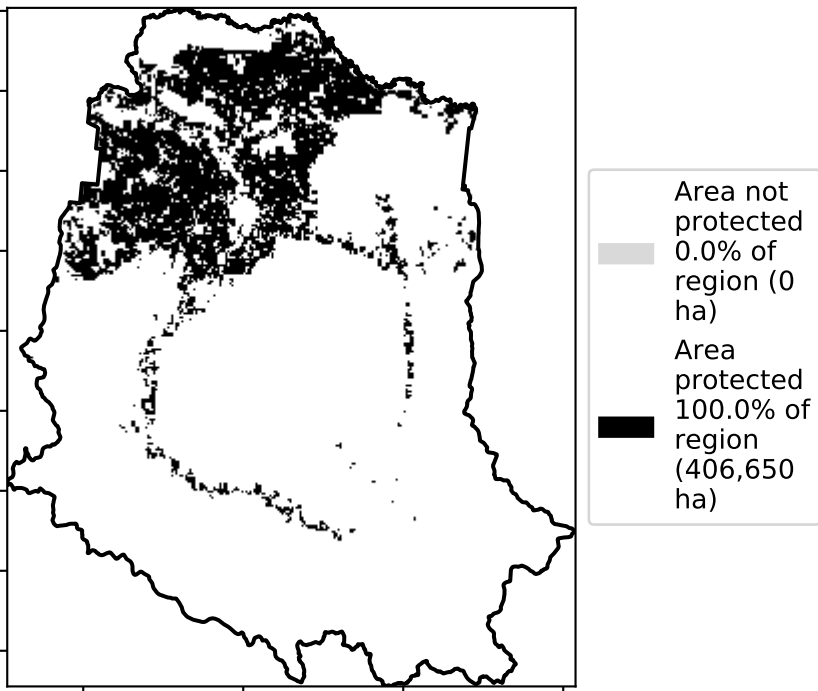 Area not
protected
0.0% of
region (0
ha)
Area
protected
100.0% of
region
(406,650
ha)